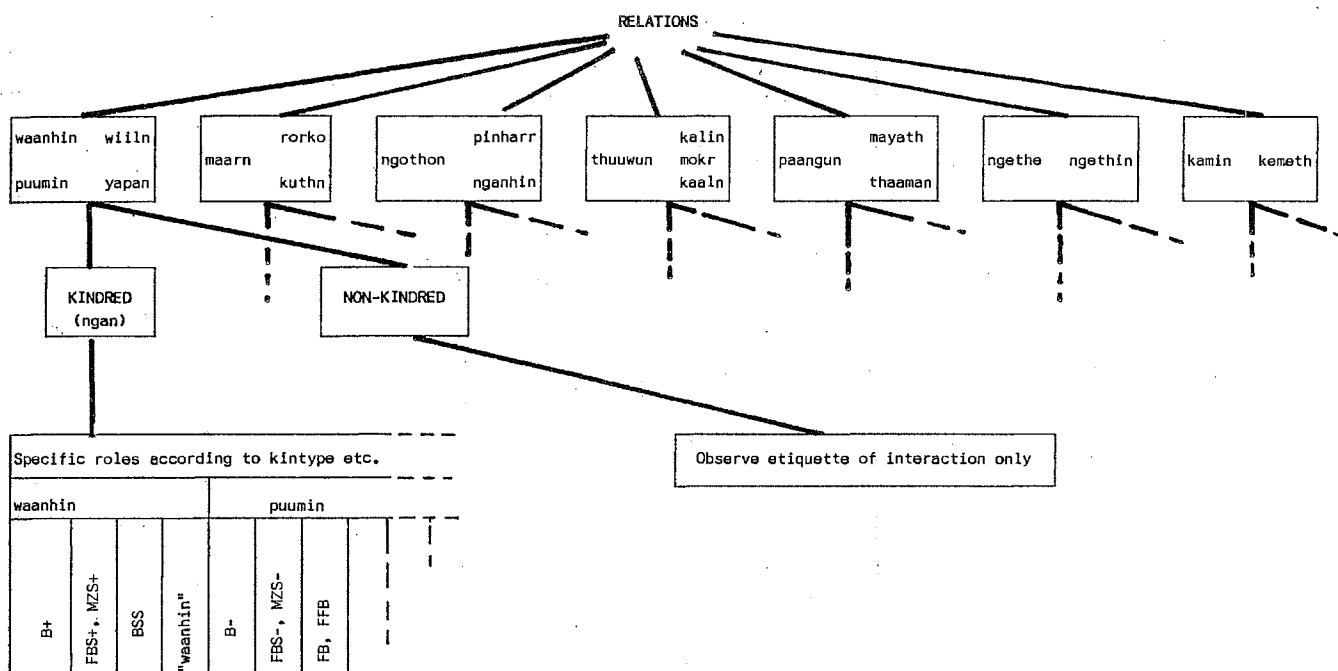 RELATIONS
waanhin wiiln
puumin yapan
rorko
maarn
kuthn
pinharr
ngothon
nganhin
kalin
thuuwun mokr
kaaln
mayath
paangun
thaaman
ngethe ngethin
kamin kemeth
KINDRED
(ngan)
NON-KINDRED
Specific roles according to kintype etc.
waanhin
puumin
B+
FBS+, MZS+
BSS
"waanhin"
B-
FBS-, MZS-
FB, FFB
Observe etiquette of interaction only